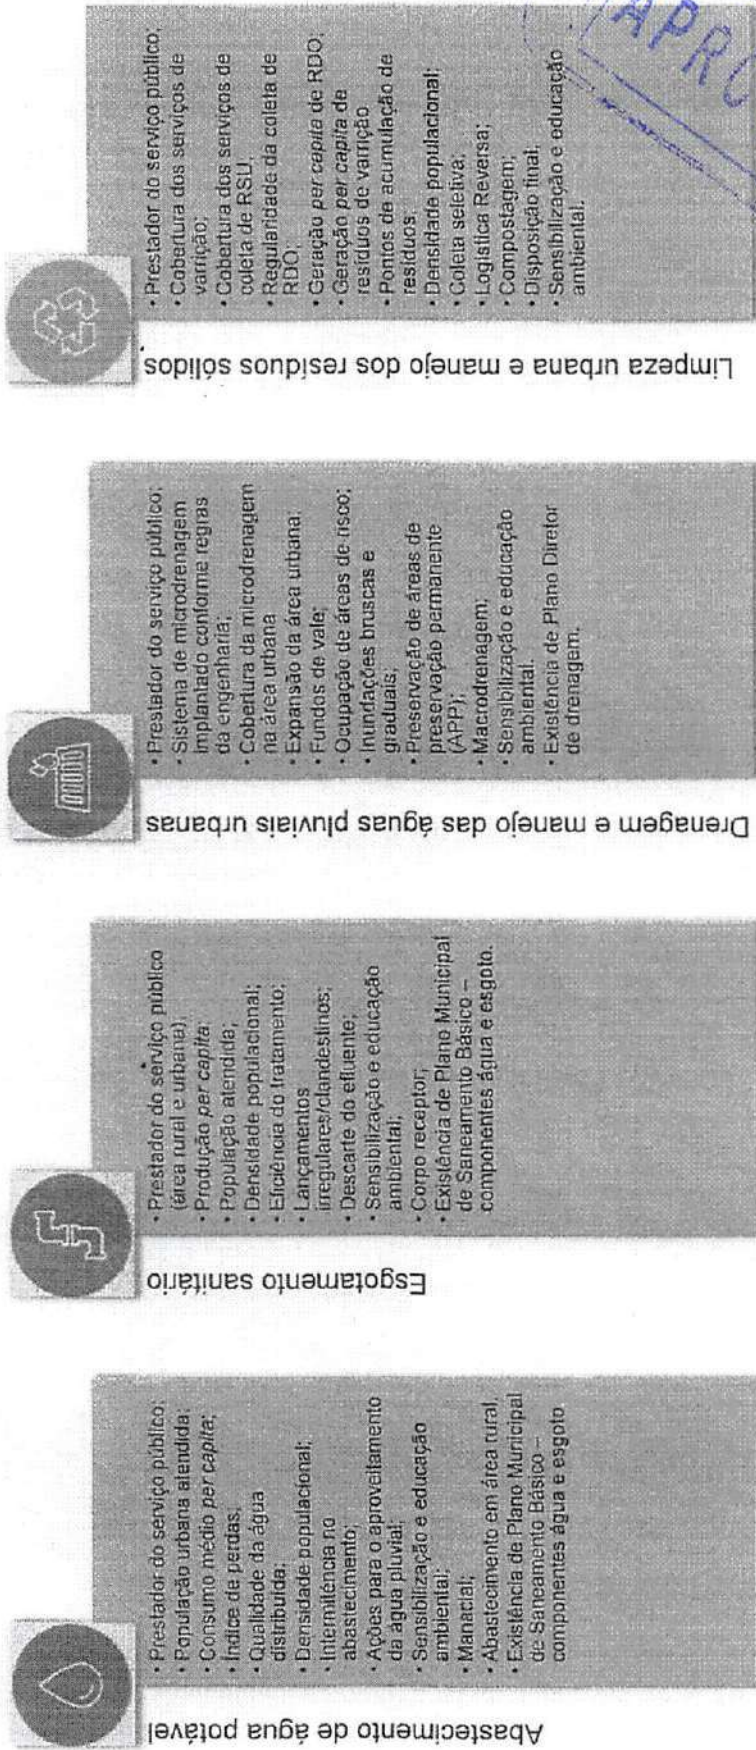 Abastecimento de água potável
• Prestador do serviço público;
• População urbana atendida;
• Consumo médio per capita;
• Índice de perdas;
• Qualidade da água
distribuída;
• Densidade populacional;
• Intermitência no
abastecimento;
• Ações para o aproveitamento
da água pluvial;
• Sensibilização e educação
ambiental;
• Manacial;
• Abastecimento em área rural,
• Existência de Plano Municipal
de Saneamento Básico –
componentes água e esgoto
Esgotamento sanitário
• Prestador do serviço público
(área rural e urbana);
• Produção per capita;
• População atendida;
• Densidade populacional;
• Eficiência do tratamento;
• Lançamentos
irregulares/clandestinos;
• Descarte do efluente;
• Sensibilização e educação
ambiental;
• Corpo receptor;
• Existência de Plano Municipal
de Saneamento Básico –
componentes água e esgoto.
Drenagem e manejo das águas pluviais urbanas
• Prestador do serviço público;
• Sistema de microdrenagem
implantado conforme regras
da engenharia;
• Cobertura da microdrenagem
na área urbana
• Expansão da área urbana;
• Fundos de vale;
• Ocupação de áreas de risco;
• Inundações bruscas e
graduais;
• Preservação de áreas de
preservação permanente
(APP);
• Macrodrenagem;
• Sensibilização e educação
ambiental.
• Existência de Plano Diretor
de drenagem.
Limpeza urbana e manejo dos resíduos sólidos
• Prestador do serviço público;
• Cobertura dos serviços de
varrição;
• Cobertura dos serviços de
coleta de RSU;
• Regularidade da coleta de
RDO;
• Geração per capita de RDO;
• Geração per capita de
resíduos de varrição
• Pontos de acumulação de
resíduos;
• Densidade populacional;
• Coleta seletiva;
• Logística Reversa;
• Compostagem;
• Disposição final;
• Sensibilização e educação
ambiental.